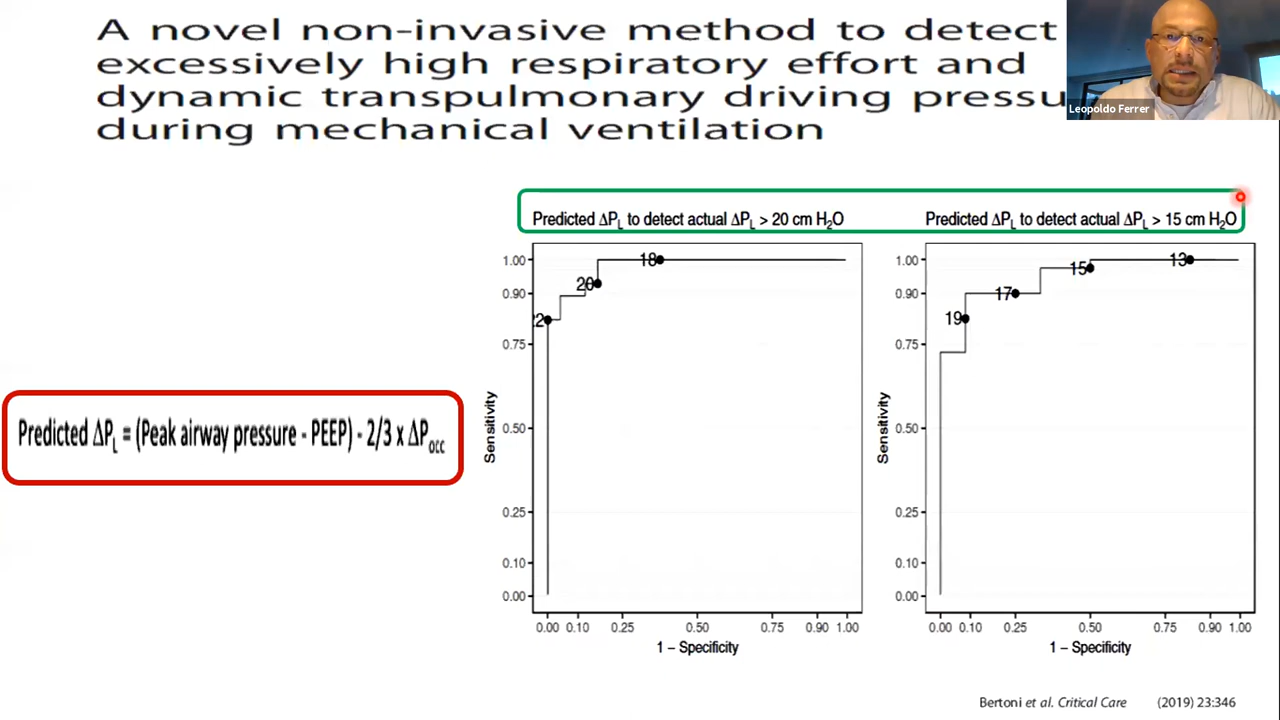 A novel non-invasive method to detect
excessively high respiratory effort and
dynamic transpulmonary driving
during mechanical ventilation
Leopoldo Ferrer
Predicted ΔPL to detect actual ΔPL > 20 cm H2O
Predicted ΔPL to detect actual ΔPL > 15 cm H2O
Predicted ΔPL = (Peak airway pressure - PEEP) - 2/3 x ΔPocc
Sensitivity
1.00
0.90
0.75
0.50
0.25
0.10
0.00
18
20
22
0.00 0.10 0.25 0.50 0.75 0.90 1.00
1 – Specificity
Sensitivity
1.00
0.90
0.75
0.50
0.25
0.10
0.00
13
15
17
19
0.00 0.10 0.25 0.50 0.75 0.90 1.00
1 – Specificity
Bertoni et al. Critical Care (2019) 23:346